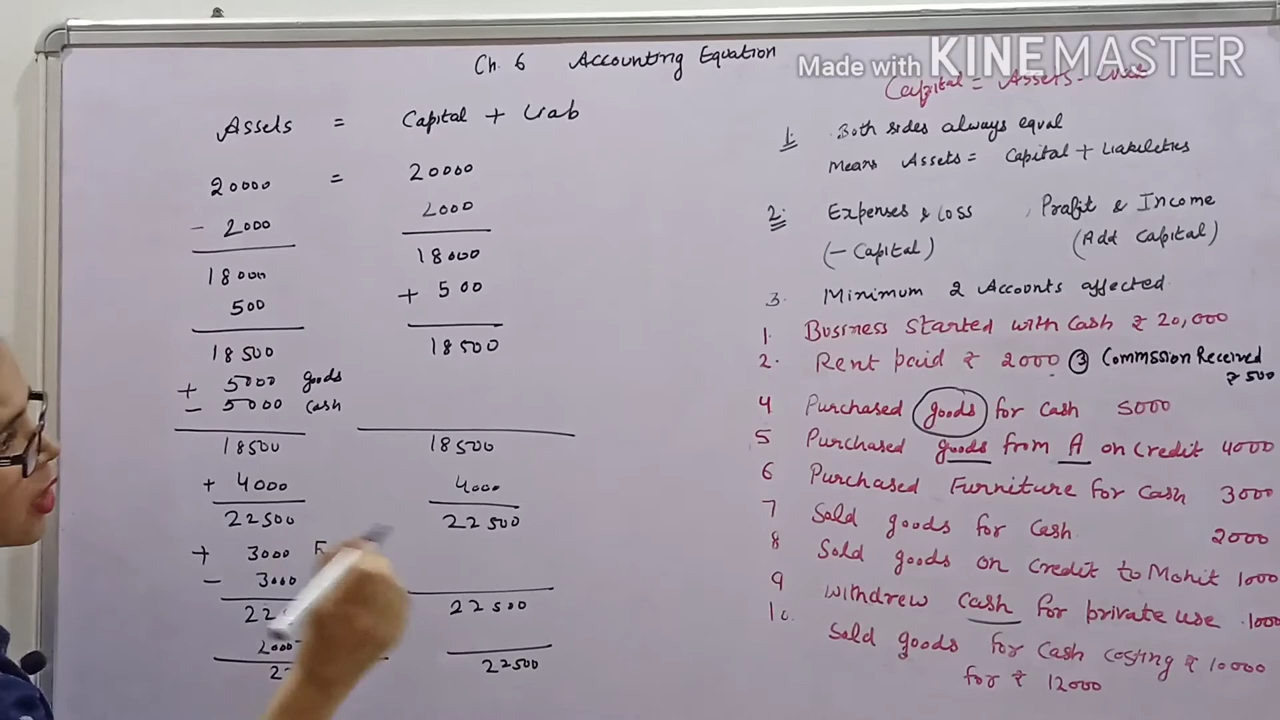 Made with KINEMASTER
Ch. 6 Accounting Equation
Assets = Capital + Liab
20000 = 20000
- 2000 2000
18000 18000
500 + 500
18500 18500
+ 5000 goods
- 5000 cash
18500 18500
+ 4000 4000
22500 22500
+ 3000 F
- 3000
22 22500
2000
22 22500
Capital = Assets -
1. Both sides always equal
Means Assets = Capital + Liabilities
2. Expenses & Loss , Profit & Income
(- Capital) (Add Capital)
3. Minimum 2 Accounts affected
1. Business started with Cash ₹ 20,000
2. Rent paid ₹ 2000 ③ Commssion Received
₹ 500
4 Purchased goods for cash 5000
5 Purchased goods from A on credit 4000
6 Purchased Furniture for cash 3000
7 Sold goods for cash 2000
8 Sold goods on credit to Mohit 1000
9 withdrew cash for private use 1000
10. Sold goods for cash costing ₹ 10000
for ₹ 12000